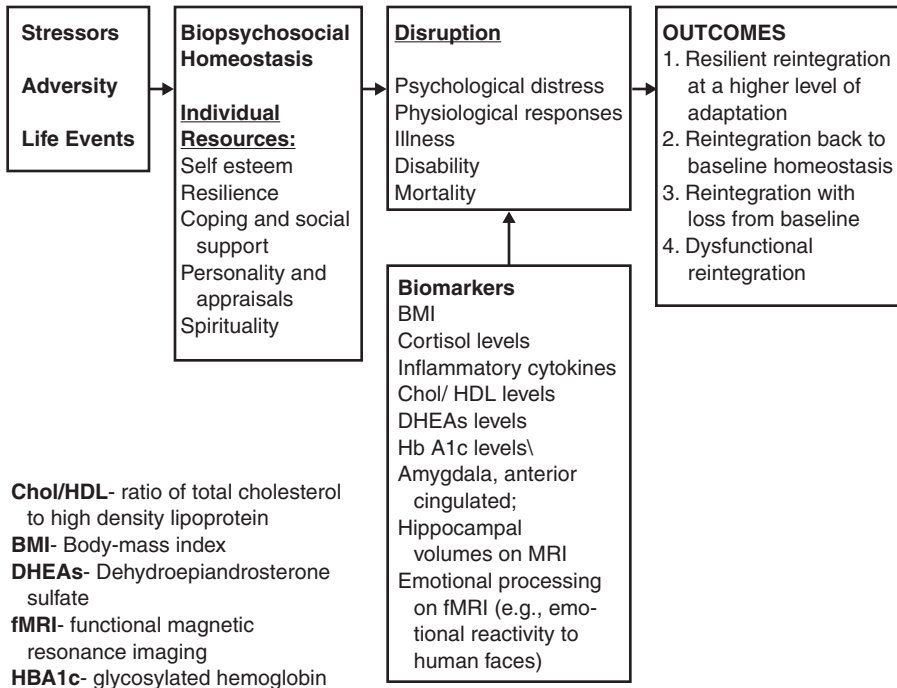 Stressors
Adversity
Life Events
Biopsychosocial
Homeostasis
Individual
Resources:
Self esteem
Resilience
Coping and social
support
Personality and
appraisals
Spirituality
Disruption
Psychological distress
Physiological responses
Illness
Disability
Mortality
OUTCOMES
1. Resilient reintegration
at a higher level of
adaptation
2. Reintegration back to
baseline homeostasis
3. Reintegration with
loss from baseline
4. Dysfunctional
reintegration
Biomarkers
BMI
Cortisol levels
Inflammatory cytokines
Chol/ HDL levels
DHEAs levels
Hb A1c levels\
Amygdala, anterior
cingulated;
Hippocampal
volumes on MRI
Emotional processing
on fMRI (e.g., emo-
tional reactivity to
human faces)
Chol/HDL- ratio of total cholesterol
to high density lipoprotein
BMI- Body-mass index
DHEAs- Dehydroepiandrosterone
sulfate
fMRI- functional magnetic
resonance imaging
HBA1c- glycosylated hemoglobin